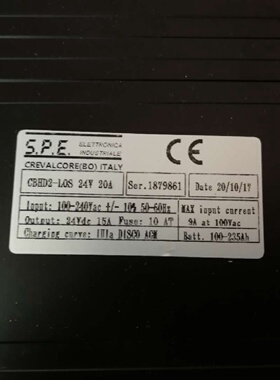 S.P.E. ELETTRONICA
INDUSTRIALE
CREVALCORE(BO) ITALY
CE
CBHD2-LOS 24V 20A
Ser.1879861
Date 20/10/17
Input: 100-240Vac +/- 10% 50-60Hz
Output: 24Vdc 15A Fuse: 10 AT
Charging curve: IUIa DISCO AGM
MAX input current
9A at 100Vac
Batt. 100-235Ah